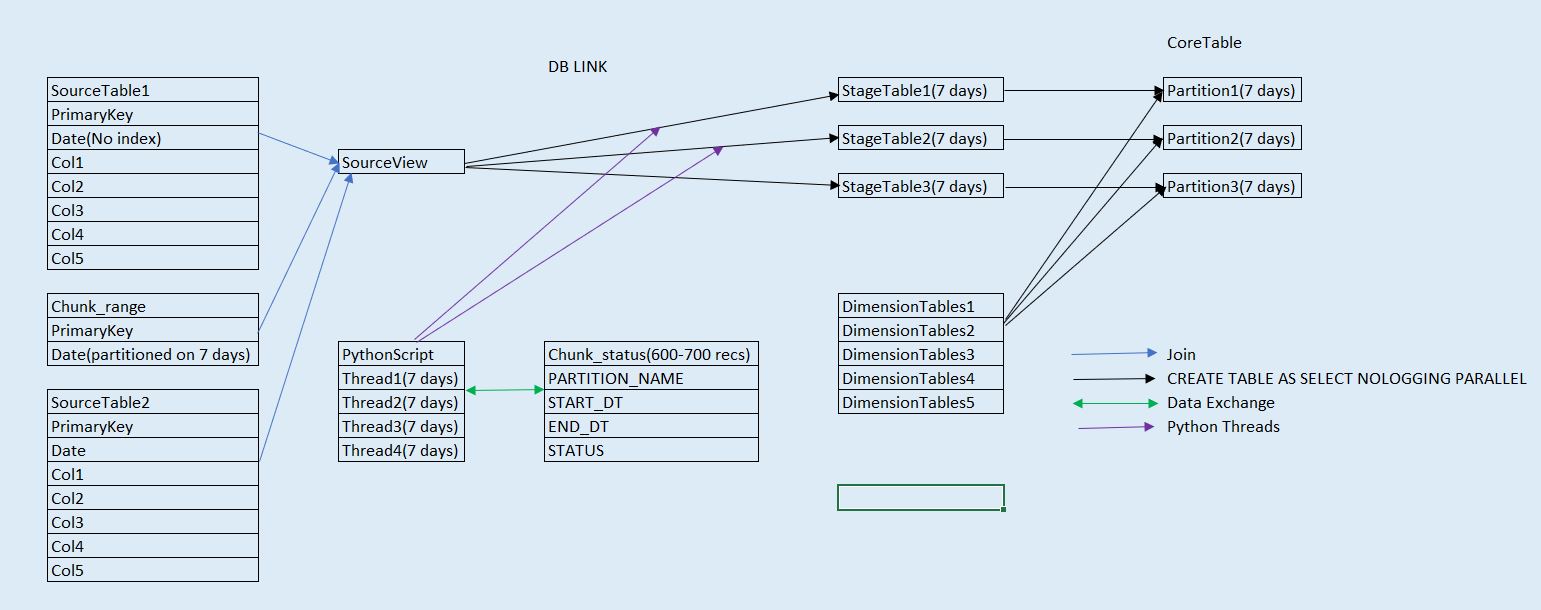 CoreTable
DB LINK
SourceTable1
PrimaryKey
Date(No index)
Col1
Col2
Col3
Col4
Col5
Chunk_range
PrimaryKey
Date(partitioned on 7 days)
SourceTable2
PrimaryKey
Date
Col1
Col2
Col3
Col4
Col5
SourceView
PythonScript
Thread1(7 days)
Thread2(7 days)
Thread3(7 days)
Thread4(7 days)
Chunk_status(600-700 recs)
PARTITION_NAME
START_DT
END_DT
STATUS
StageTable1(7 days)
StageTable2(7 days)
StageTable3(7 days)
DimensionTables1
DimensionTables2
DimensionTables3
DimensionTables4
DimensionTables5
Partition1(7 days)
Partition2(7 days)
Partition3(7 days)
Join
CREATE TABLE AS SELECT NOLOGGING PARALLEL
Data Exchange
Python Threads